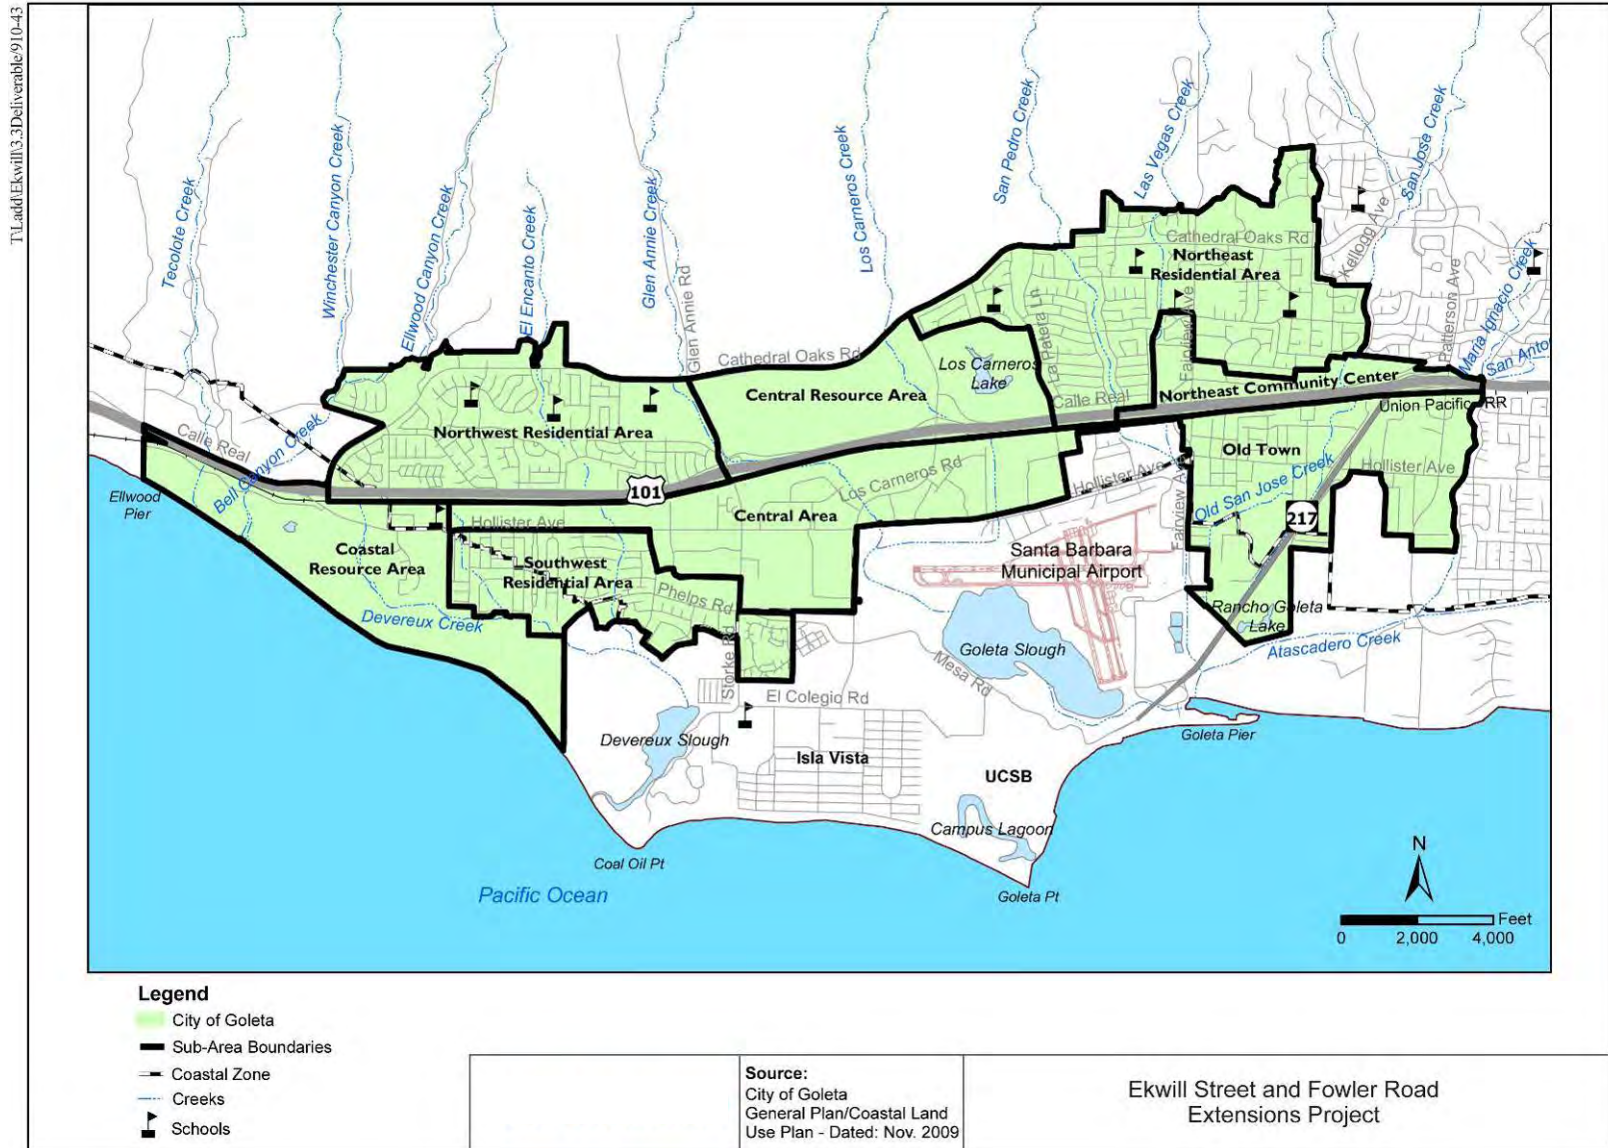 T:\Ladd\Ekwill\3.3Deliverable/910-43
Tecolote Creek
Winchester Canyon Creek
Ellwood Canyon Creek
El Encanto Creek
Glen Annie Creek
Glen Annie Rd
Los Carneros Creek
San Pedro Creek
Las Vegas Creek
San Jose Creek
Kellogg Ave
Patterson Ave
Maria Ignacio Creek
San Anto
Cathedral Oaks Rd
Northeast
Residential Area
La Patera Ln
Fairview Ave
Cathedral Oaks Rd
Los Carneros
Lake
Central Resource Area
Calle Real
Northeast Community Center
Union Pacific RR
Northwest Residential Area
Calle Real
Bell Canyon Creek
101
Old Town
Hollister Ave
Hollister Ave
Los Carneros Rd
Old San Jose Creek
217
Fairview Ave
Ellwood
Pier
Hollister Ave
Central Area
Coastal
Resource Area
Southwest
Residential Area
Santa Barbara
Municipal Airport
Phelps Rd
Devereux Creek
Storke Rd
Rancho Goleta
Lake
Atascadero Creek
Goleta Slough
Mesa Rd
El Colegio Rd
Devereux Slough
Goleta Pier
Isla Vista
UCSB
Campus Lagoon
Coal Oil Pt
Goleta Pt
Pacific Ocean
N
Feet
0 2,000 4,000
Legend
City of Goleta
Sub-Area Boundaries
Coastal Zone
Creeks
Schools
Source:
City of Goleta
General Plan/Coastal Land
Use Plan - Dated: Nov. 2009
Ekwill Street and Fowler Road
Extensions Project